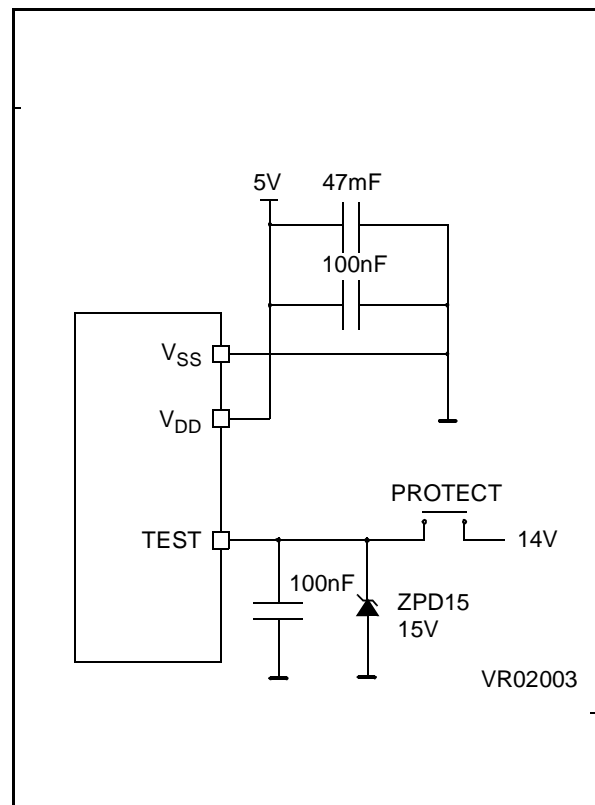 5V 47mF
100nF
VSS
VDD
PROTECT
TEST
14V
100nF
ZPD15
15V
VR02003